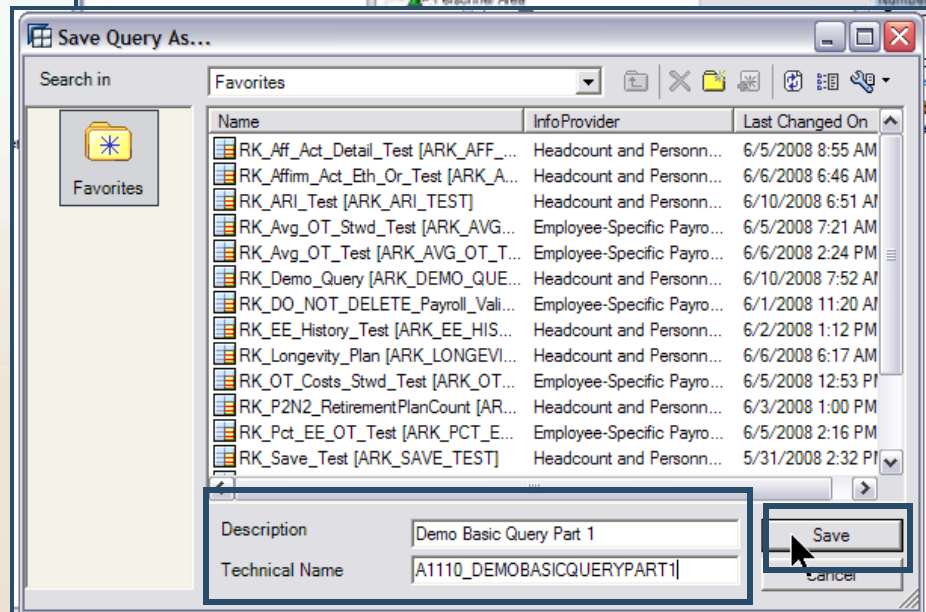 Personnel Area
Save Query As...
Search in
Favorites
Favorites
Name InfoProvider Last Changed On
RK_Aff_Act_Detail_Test [ARK_AFF_... Headcount and Personn... 6/5/2008 8:55 AM
RK_Affirm_Act_Eth_Or_Test [ARK_A... Headcount and Personn... 6/6/2008 6:46 AM
RK_ARI_Test [ARK_ARI_TEST] Headcount and Personn... 6/10/2008 6:51 AM
RK_Avg_OT_Stwd_Test [ARK_AVG... Employee-Specific Payro... 6/5/2008 7:21 AM
RK_Avg_OT_Test [ARK_AVG_OT_T... Employee-Specific Payro... 6/6/2008 2:24 PM
RK_Demo_Query [ARK_DEMO_QUE... Headcount and Personn... 6/10/2008 7:52 AM
RK_DO_NOT_DELETE_Payroll_Vali... Employee-Specific Payro... 6/1/2008 11:20 AM
RK_EE_History_Test [ARK_EE_HIS... Headcount and Personn... 6/2/2008 1:12 PM
RK_Longevity_Plan [ARK_LONGEVI... Headcount and Personn... 6/6/2008 6:17 AM
RK_OT_Costs_Stwd_Test [ARK_OT... Employee-Specific Payro... 6/5/2008 12:53 PM
RK_P2N2_RetirementPlanCount [AR... Headcount and Personn... 6/3/2008 1:00 PM
RK_Pct_EE_OT_Test [ARK_PCT_E... Employee-Specific Payro... 6/5/2008 2:16 PM
RK_Save_Test [ARK_SAVE_TEST] Headcount and Personn... 5/31/2008 2:32 PM
Description Demo Basic Query Part 1
Save
Technical Name A1110_DEMOBASICQUERYPART1
Cancel